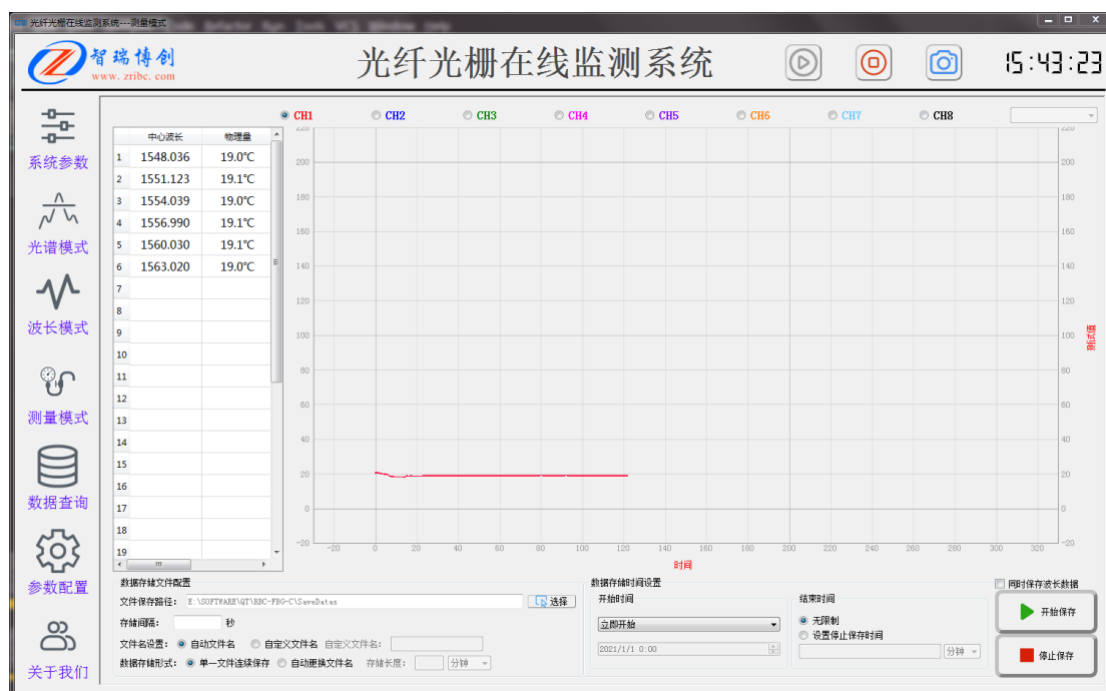 光纤光栅在线监测系统---测量模式
智瑞博创
www.zribc.com
光纤光栅在线监测系统
15:43:23
系统参数
光谱模式
波长模式
测量模式
数据查询
参数配置
关于我们
CH1 CH2 CH3 CH4 CH5 CH6 CH7 CH8
中心波长 物理量
1 1548.036 19.0℃
2 1551.123 19.1℃
3 1554.039 19.0℃
4 1556.990 19.1℃
5 1560.030 19.1℃
6 1563.020 19.0℃
7
8
9
10
11
12
13
14
15
16
17
18
19
220 220
200 200
180 180
160 160
140 140
120 120
100 100
80 80
60 60
40 40
20 20
0 0
-20 -20
-20 0 20 40 60 80 100 120 140 160 180 200 220 240 260 280 300 320
时间
数据存储文件配置
文件保存路径: E:\SOFTWARE\QT\BBC-FBG-C\SaveDatas 选择
存储间隔: 秒
文件名设置: 自动文件名 自定义文件名 自定义文件名:
数据存储形式: 单一文件连续保存 自动更换文件名 存储长度: 分钟
数据存储时间设置
开始时间
立即开始
2021/1/1 0:00
结束时间
无限制
设置停止保存时间
分钟
同时保存波长数据
开始保存
停止保存